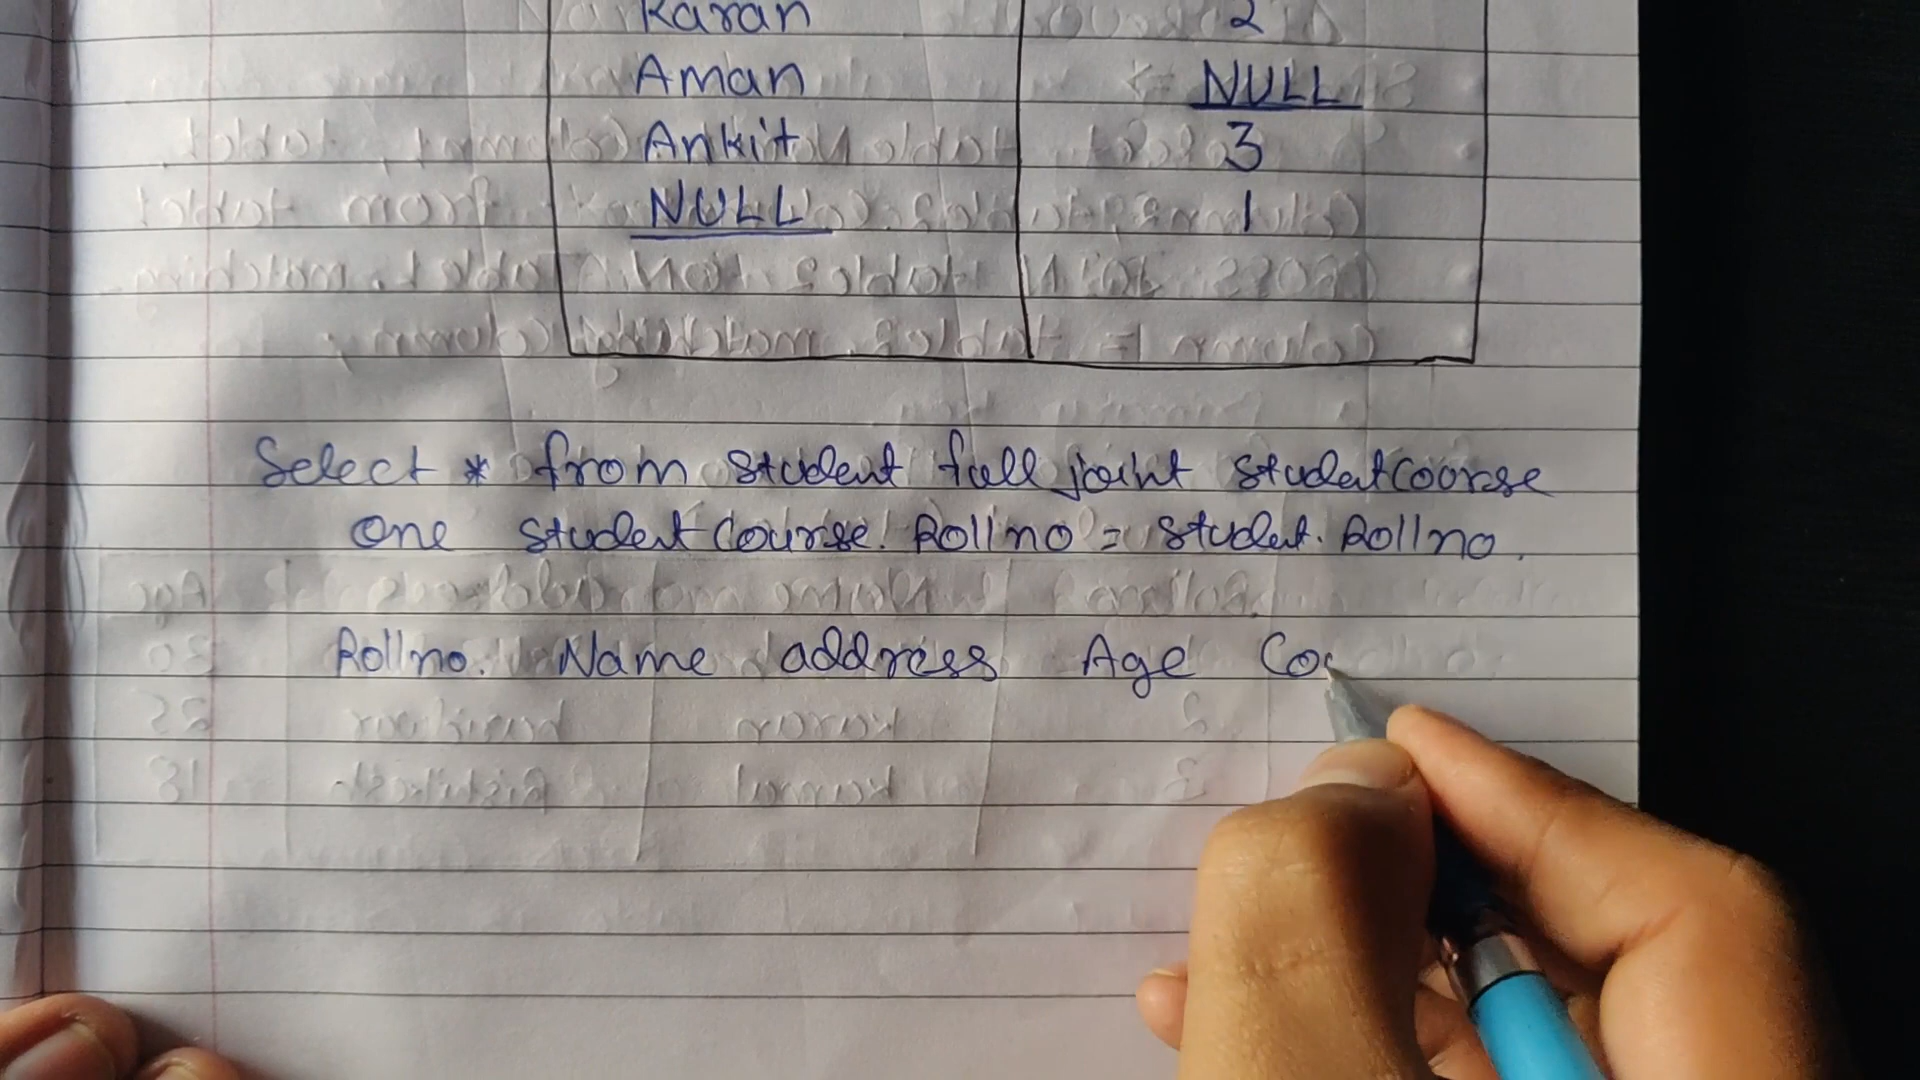 Karan 2
Aman NULL
Ankit 3
NULL 1
Select * from student full joint studentcourse
one studentcourse. Rollno = student. Rollno.
Rollno. Name address Age Co